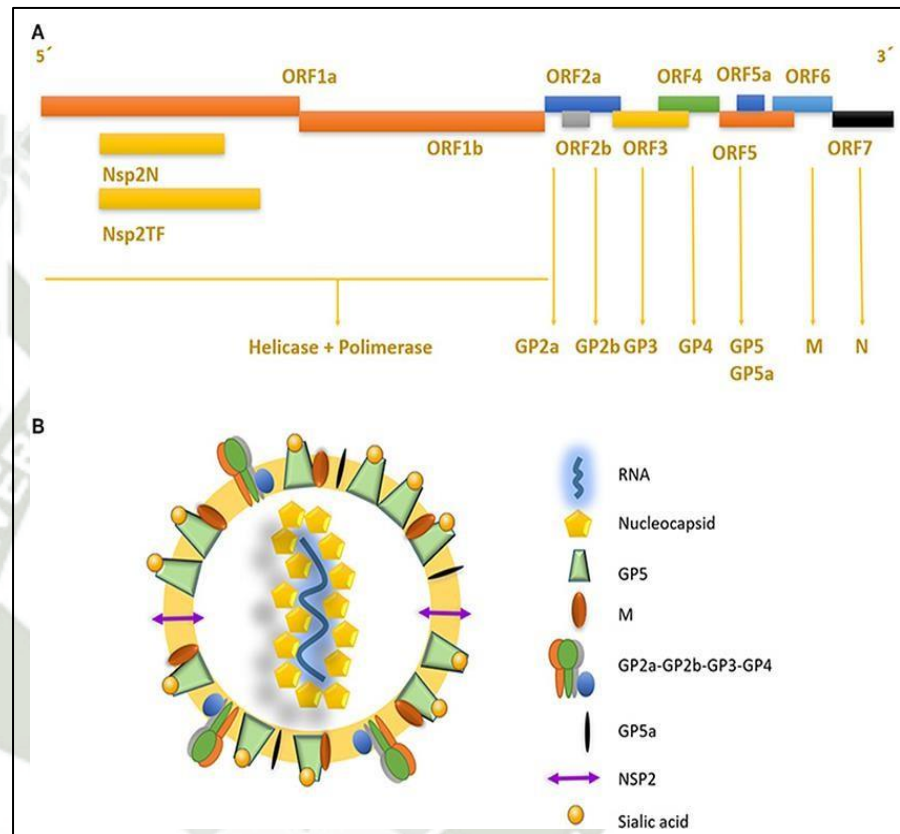 A
5´ 3´
ORF1a ORF2a ORF4 ORF5a ORF6
ORF1b ORF2b ORF3 ORF5 ORF7
Nsp2N
Nsp2TF
Helicase + Polimerase GP2a GP2b GP3 GP4 GP5 M N
GP5a
B
RNA
Nucleocapsid
GP5
M
GP2a-GP2b-GP3-GP4
GP5a
NSP2
Sialic acid